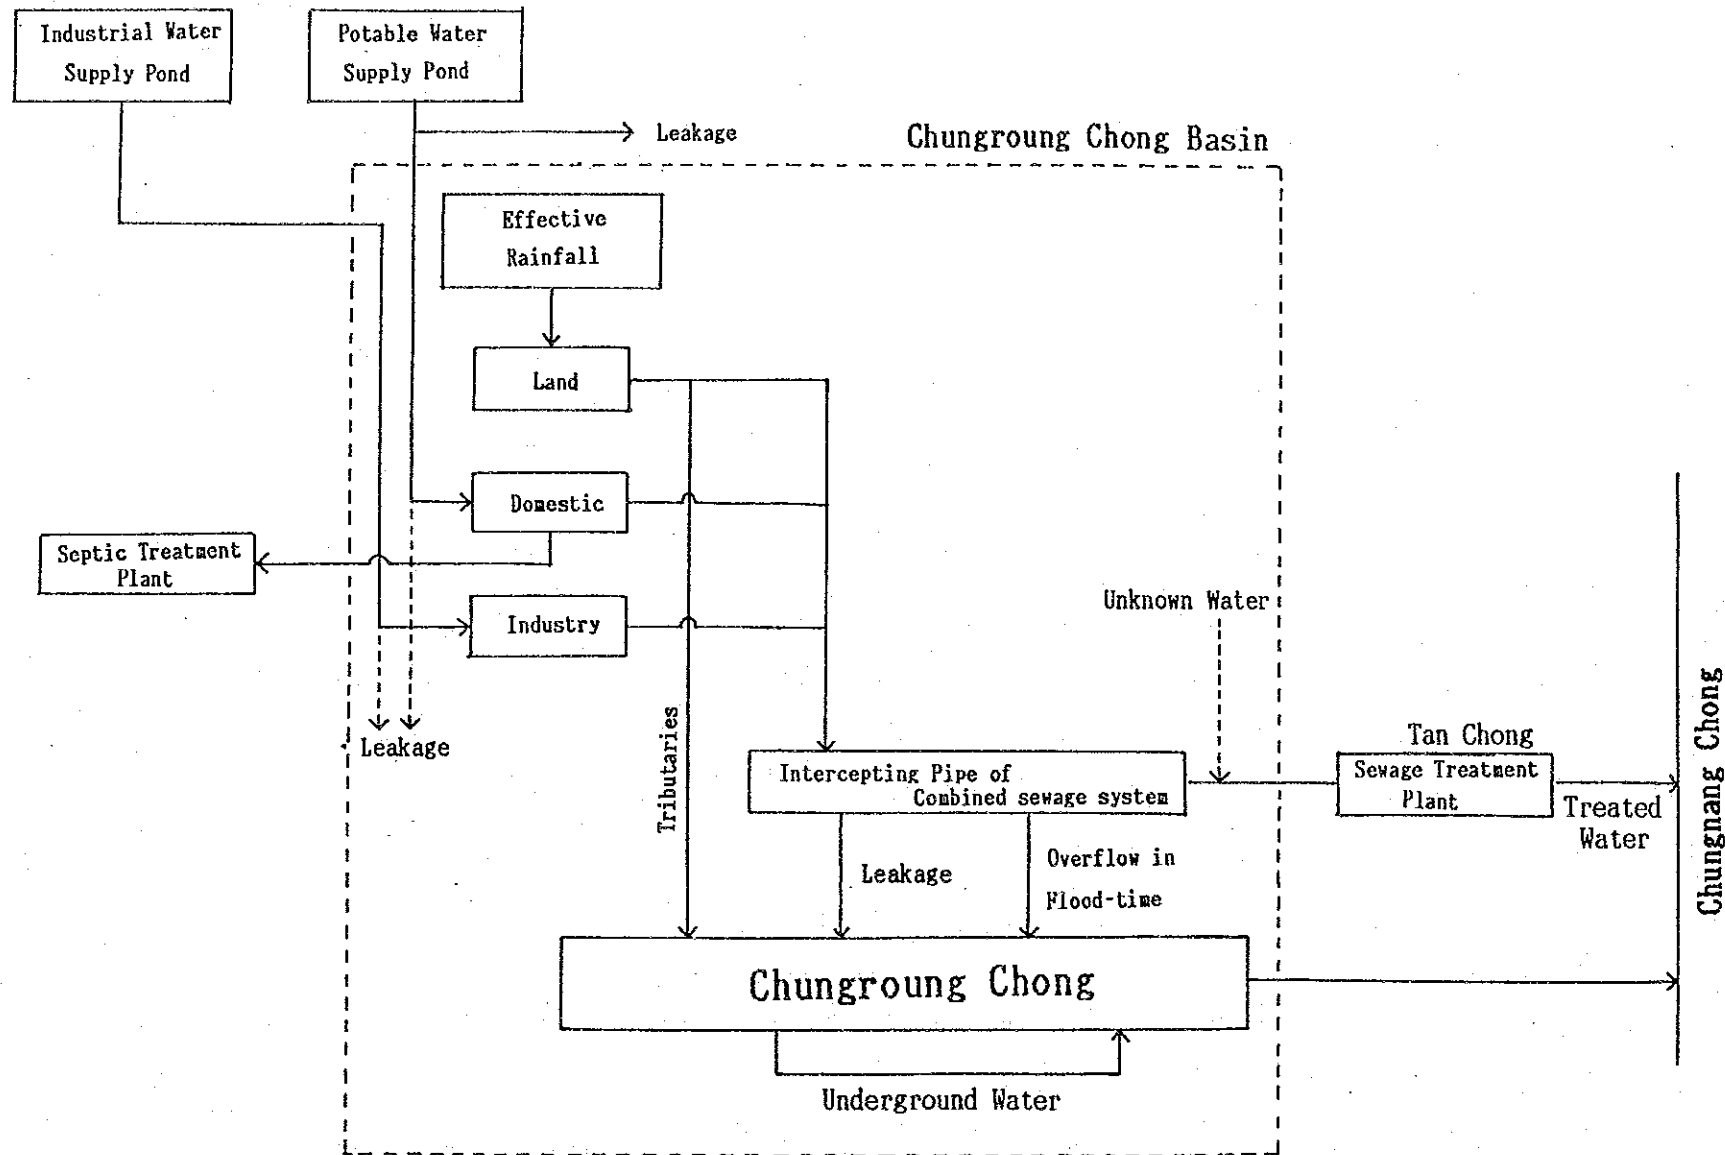 Industrial Water
Supply Pond
Potable Water
Supply Pond
Leakage
Chungroung Chong Basin
Effective
Rainfall
Land
Domestic
Septic Treatment
Plant
Industry
Unknown Water
Leakage
Tributaries
Intercepting Pipe of
Combined sewage system
Tan Chong
Sewage Treatment
Plant
Treated
Water
Chungnang Chong
Leakage
Overflow in
Flood-time
Chungroung Chong
Underground Water